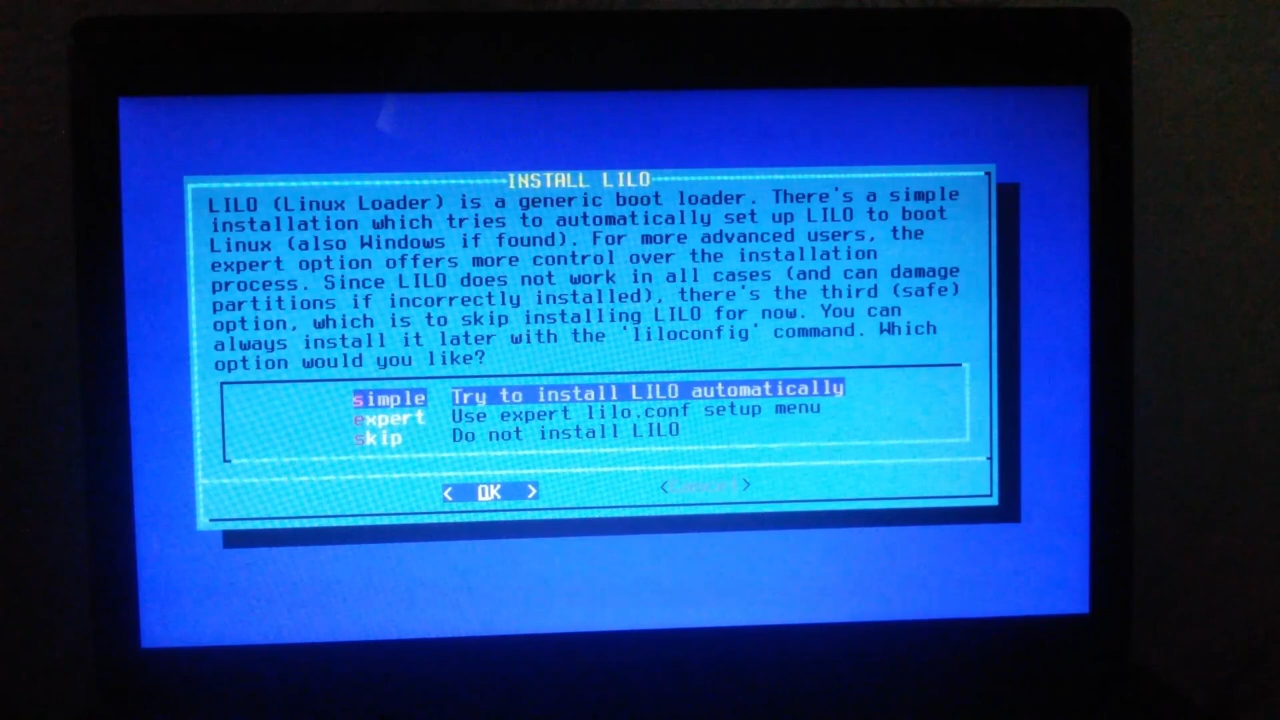 INSTALL LILO
LILO (Linux Loader) is a generic boot loader. There's a simple
installation which tries to automatically set up LILO to boot
Linux (also Windows if found). For more advanced users, the
expert option offers more control over the installation
process. Since LILO does not work in all cases (and can damage
partitions if incorrectly installed), there's the third (safe)
option, which is to skip installing LILO for now. You can
always install it later with the 'liloconfig' command. Which
option would you like?
simple Try to install LILO automatically
expert Use expert lilo.conf setup menu
skip Do not install LILO
< OK > <Cancel>